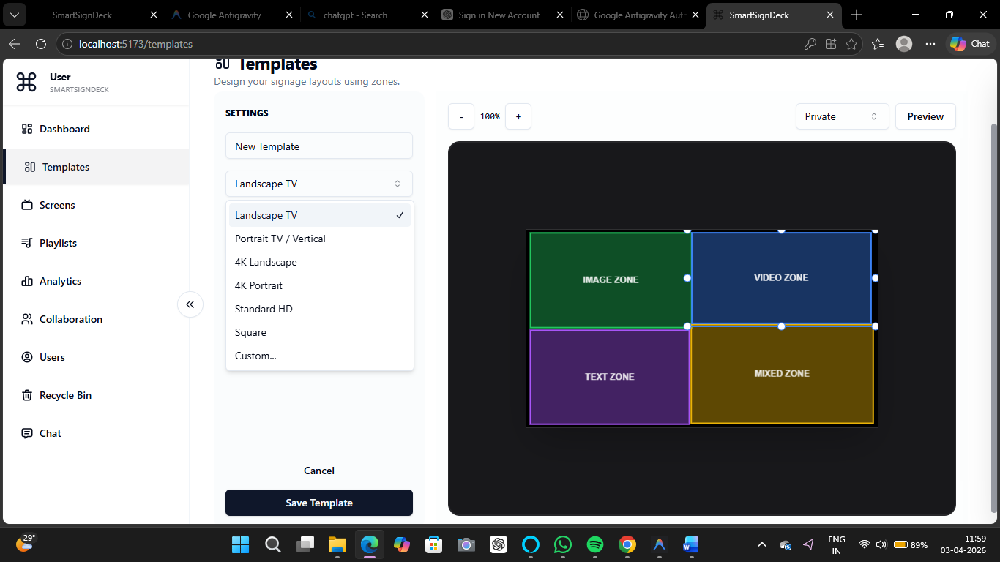 SmartSignDeck
Google Antigravity
chatgpt - Search
Sign in New Account
Google Antigravity Auth
SmartSignDeck
localhost:5173/templates
Chat
User
SMARTSIGNDECK
Dashboard
Templates
Screens
Playlists
Analytics
Collaboration
Users
Recycle Bin
Chat
Templates
Design your signage layouts using zones.
SETTINGS
New Template
Landscape TV
Landscape TV
Portrait TV / Vertical
4K Landscape
4K Portrait
Standard HD
Square
Custom...
Cancel
Save Template
- 100% +
Private
Preview
IMAGE ZONE
VIDEO ZONE
TEXT ZONE
MIXED ZONE
29°
ENG
IN
89%
11:59
03-04-2026